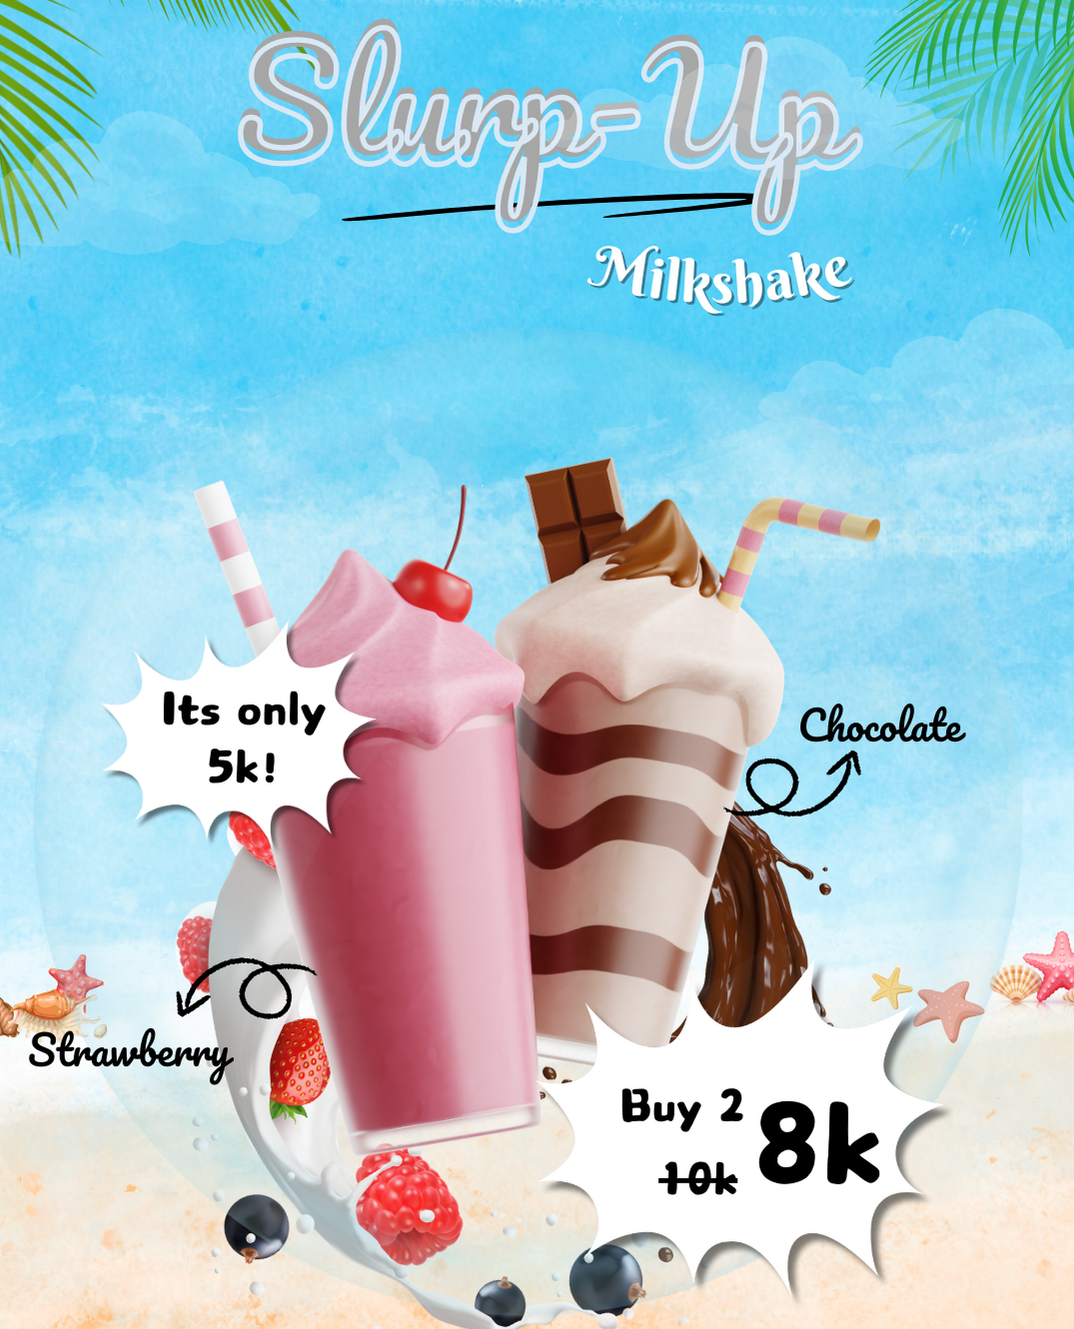 Slurp-Up
Milkshake
Its only
5k!
Chocolate
Strawberry
Buy 2
10k
8k